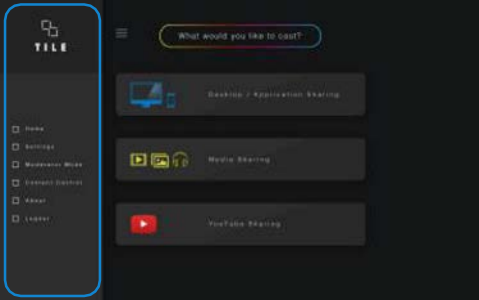 TILE
Home
Settings
Moderator Mode
Content Control
About
Logout
What would you like to cast?
Desktop / Application Sharing
Media Sharing
YouTube Sharing